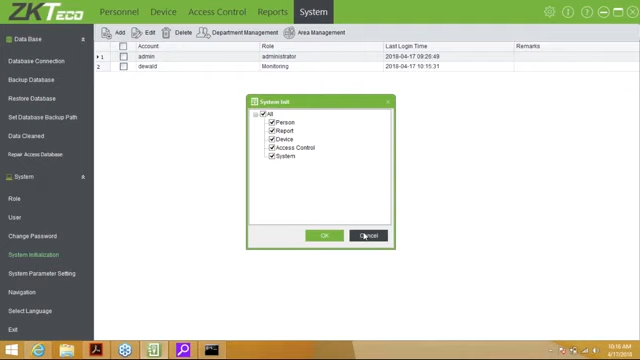 ZKTeco Personnel Device Access Control Reports System
Data Base
Database Connection
Backup Database
Restore Database
Set Database Backup Path
Data Cleaned
Repair Access Database
System
Role
User
Change Password
System Initialization
System Parameter Setting
Navigation
Select Language
Exit
Add Edit Delete Department Management Area Management
Account Role Last Login Time Remarks
1 admin administrator 2018-04-17 09:26:49
2 dewald Monitoring 2018-04-17 10:15:31
System Init
All
Person
Report
Device
Access Control
System
OK Cancel
10:16 AM
4/17/2018